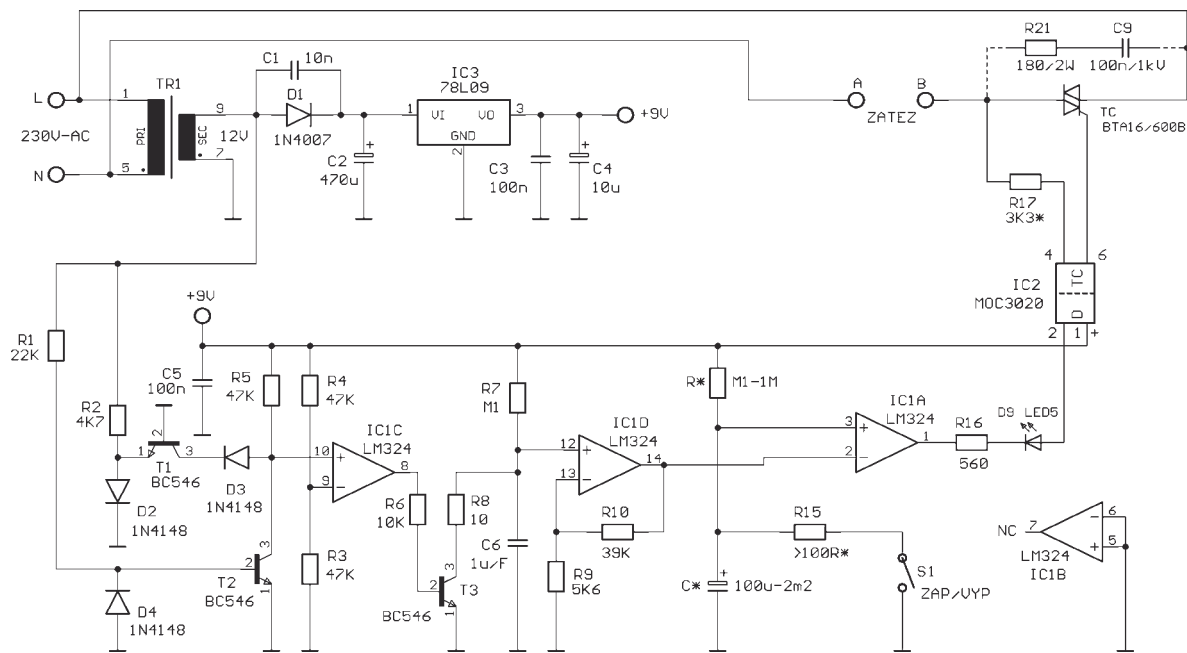 R21
C9
180/2W
100n/1kV
C1
10n
TR1
IC3
78L09
L
1
9
D1
1
VI
VO
3
+9V
A
B
ZATEZ
TC
BTA16/600B
230V-AC
PRI
SEC
12V
1N4007
GND
2
7
N
5
+
C2
470u
C3
100n
+
C4
10u
R17
3K3*
4
6
IC2
MOC3020
TC
D
2
1
+
+9V
R1
22K
C5
100n
R5
47K
R4
47K
R7
M1
R*
M1-1M
R2
4K7
2
1
3
T1
BC546
D3
1N4148
IC1C
LM324
10
+
9
-
8
IC1D
LM324
12
+
13
-
14
IC1A
LM324
3
+
2
-
1
R16
560
D9
LED5
D2
1N4148
R6
10K
R8
10
R10
39K
R15
>100R*
NC
7
-
6
+
5
LM324
IC1B
3
2
T2
1
BC546
R3
47K
C6
1u/F
3
2
T3
1
BC546
R9
5K6
+
C*
100u-2m2
S1
ZAP/VYP
D4
1N4148